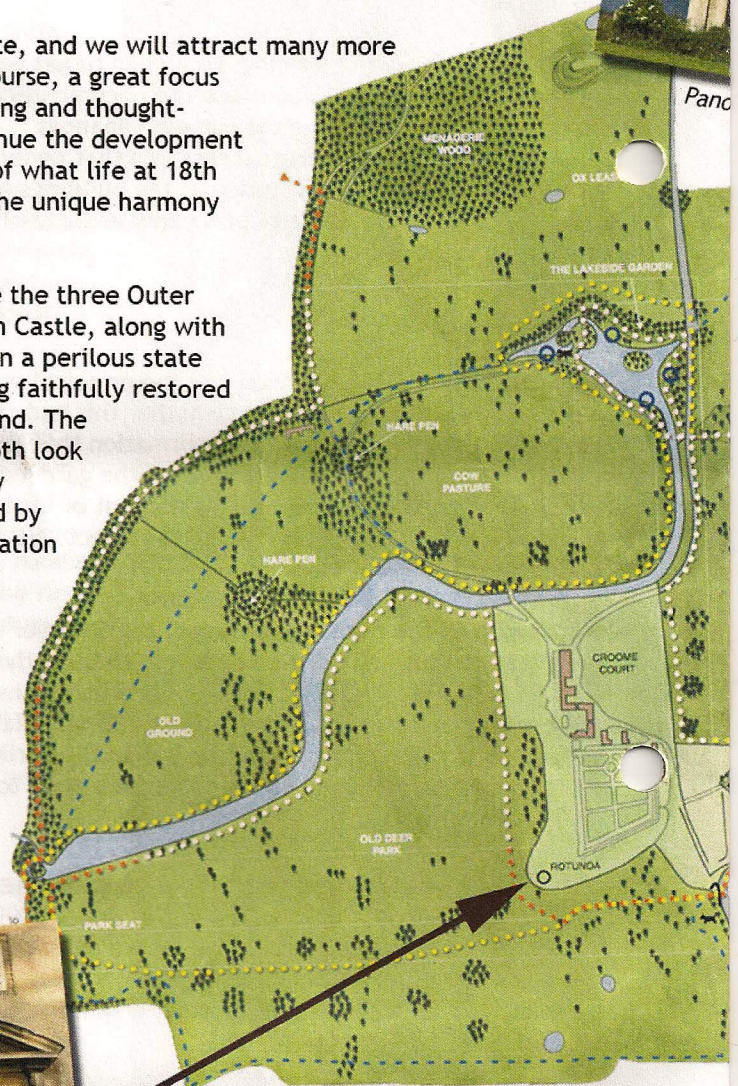 te, and we will attract many more
ourse, a great focus
ing and thought-
nue the development
of what life at 18th
he unique harmony
e the three Outer
n Castle, along with
n a perilous state
g faithfully restored
nd. The
oth look
d by
ation
Pano
MENAGERIE
WOOD
OX LEAS
THE LAKESIDE GARDEN
HARE PEN
COW
PASTURE
HARE PEN
CROOME
COURT
OLD
GROUND
OLD DEER
PARK
ROTUNDA
PARK SEAT